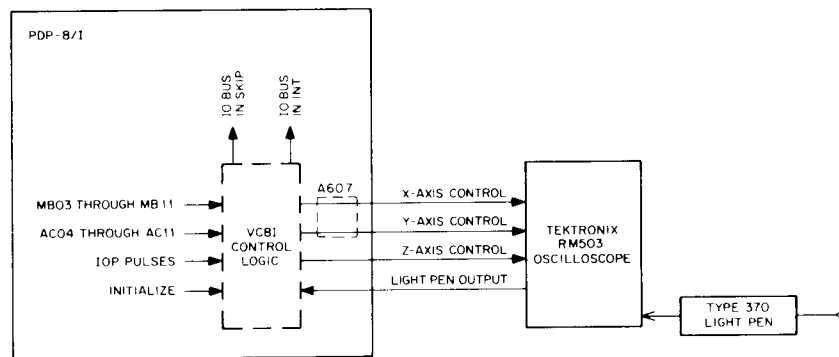 PDP-8/I
IO BUS
IN SKIP
IO BUS
IN INT
A607
MB03 THROUGH MB11
AC04 THROUGH AC11
IOP PULSES
INITIALIZE
VC8I
CONTROL
LOGIC
X-AXIS CONTROL
Y-AXIS CONTROL
Z-AXIS CONTROL
LIGHT PEN OUTPUT
TEKTRONIX
RM503
OSCILLOSCOPE
TYPE 370
LIGHT PEN